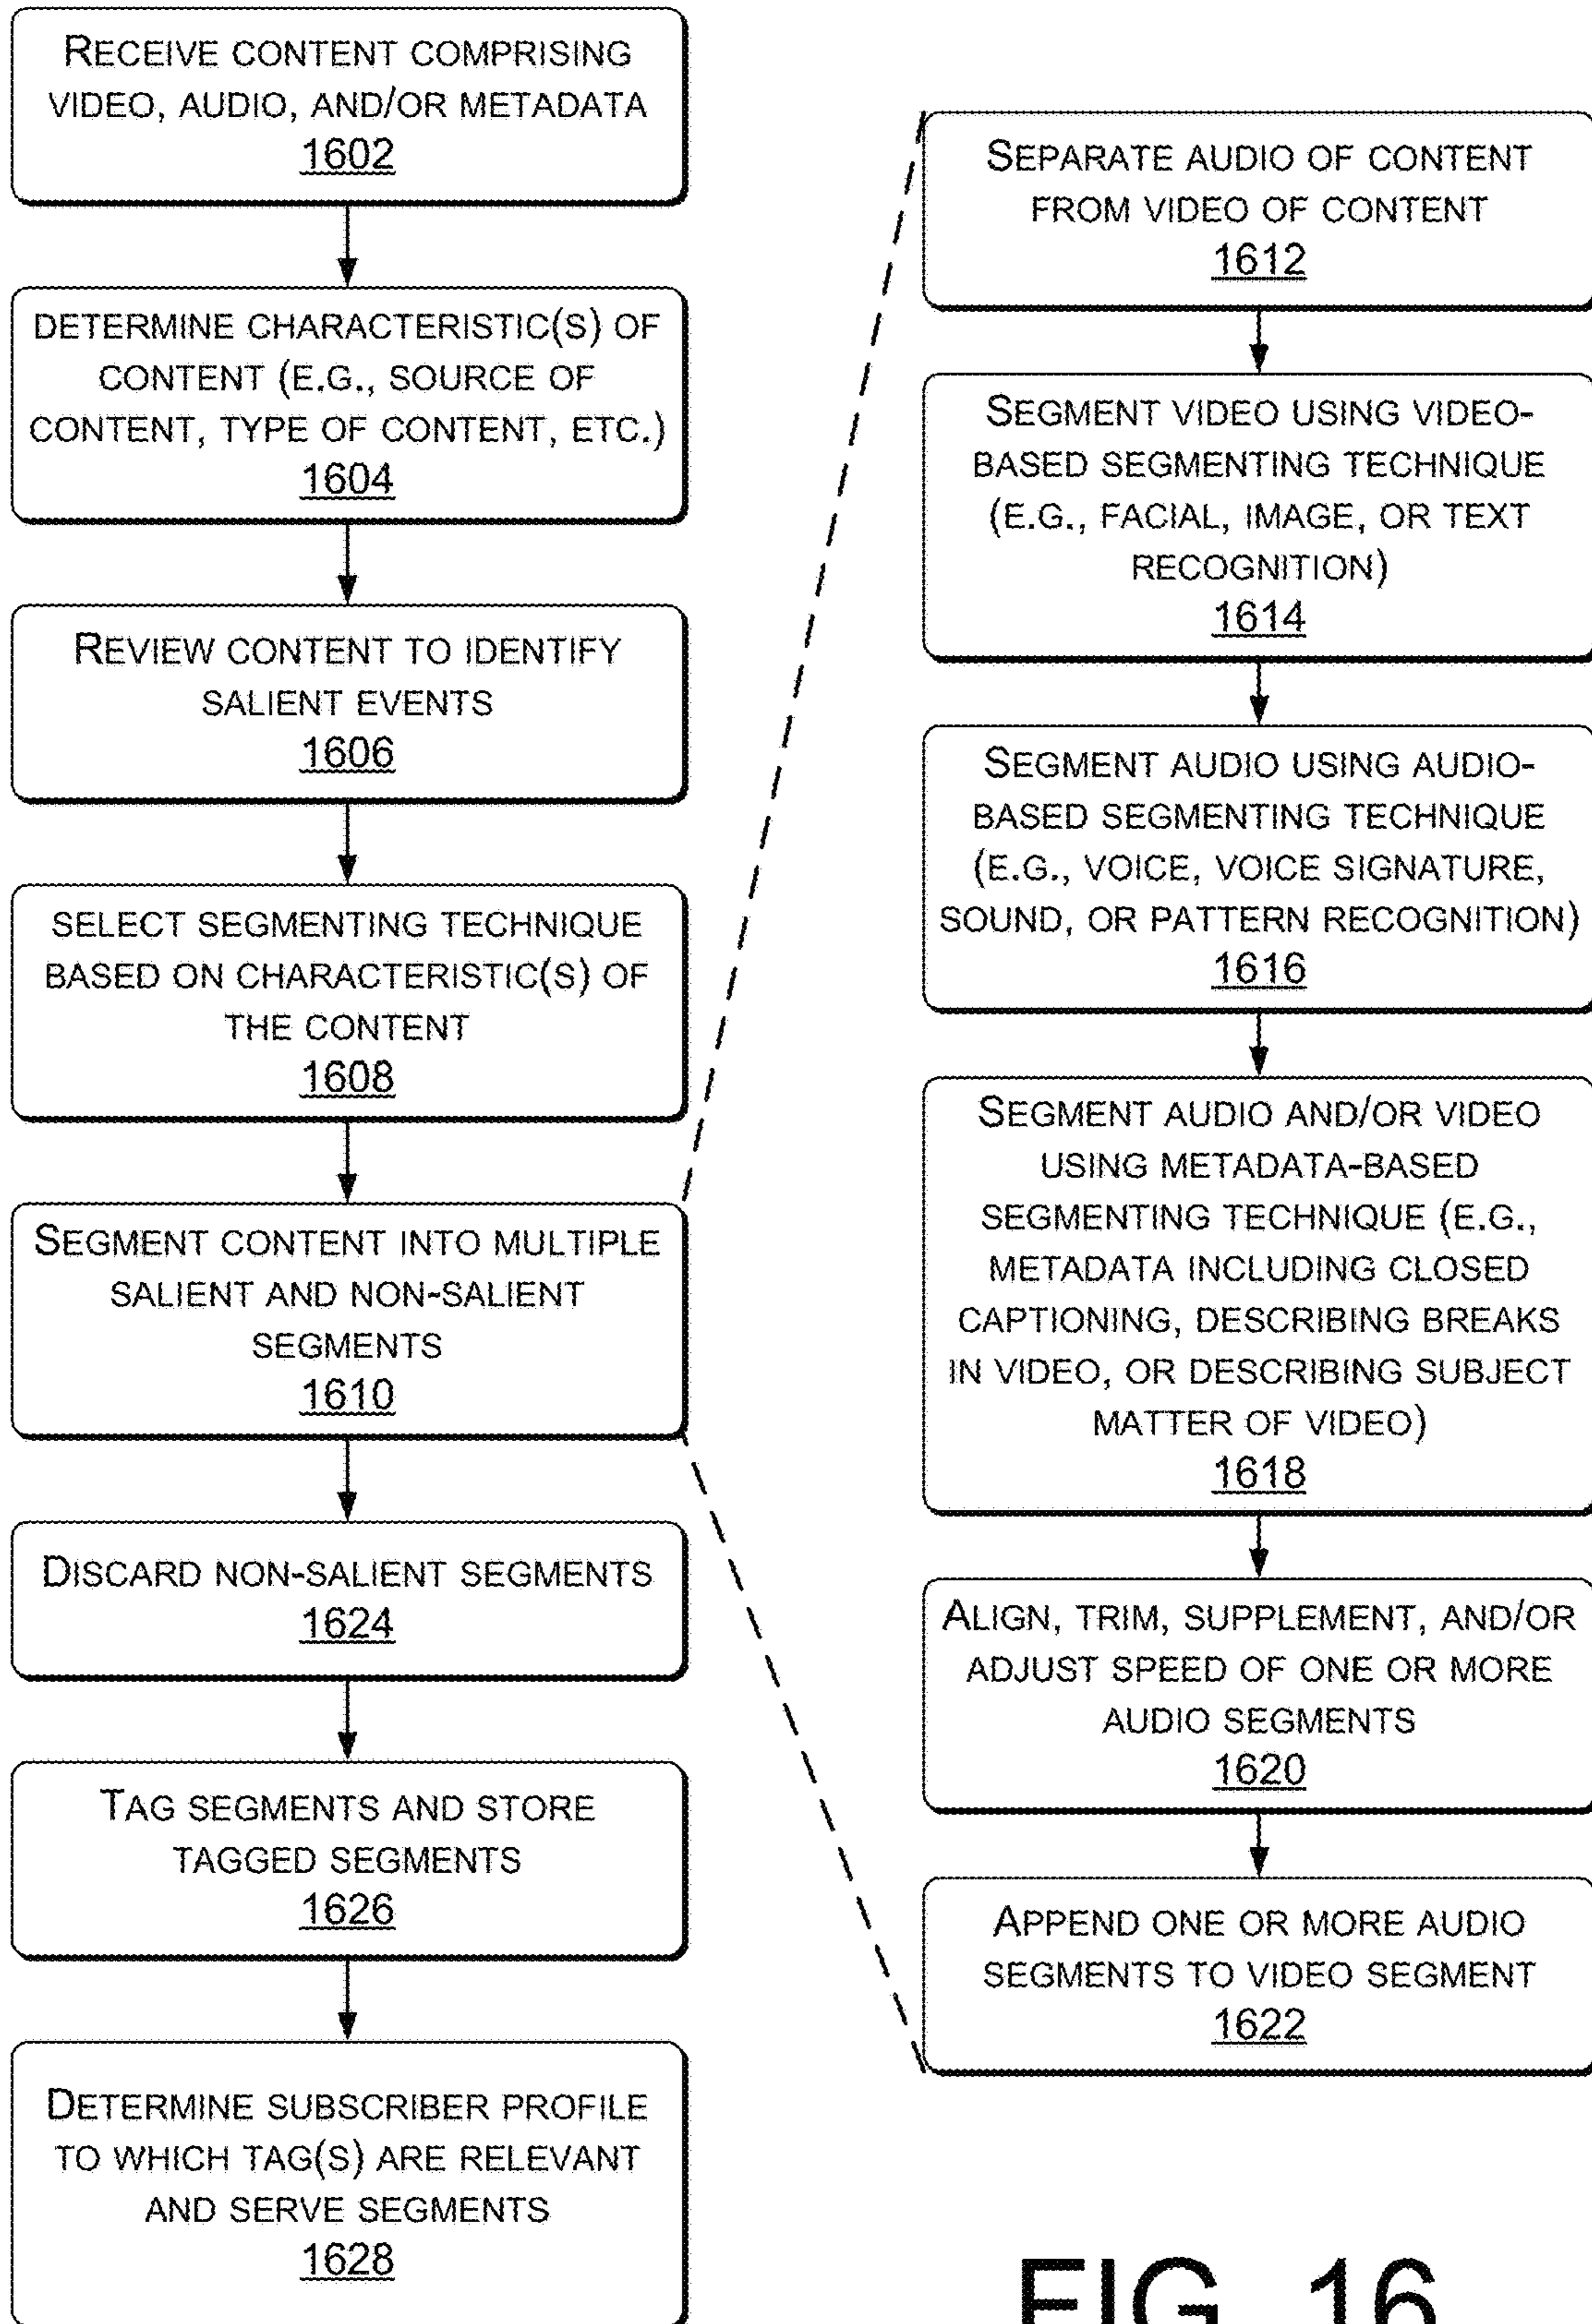 RECEIVE CONTENT COMPRISING
VIDEO, AUDIO, AND/OR METADATA
1602
DETERMINE CHARACTERISTIC(S) OF
CONTENT (E.G., SOURCE OF
CONTENT, TYPE OF CONTENT, ETC.)
1604
REVIEW CONTENT TO IDENTIFY
SALIENT EVENTS
1606
SELECT SEGMENTING TECHNIQUE
BASED ON CHARACTERISTIC(S) OF
THE CONTENT
1608
SEGMENT CONTENT INTO MULTIPLE
SALIENT AND NON-SALIENT
SEGMENTS
1610
DISCARD NON-SALIENT SEGMENTS
1624
TAG SEGMENTS AND STORE
TAGGED SEGMENTS
1626
DETERMINE SUBSCRIBER PROFILE
TO WHICH TAG(S) ARE RELEVANT
AND SERVE SEGMENTS
1628
SEPARATE AUDIO OF CONTENT
FROM VIDEO OF CONTENT
1612
SEGMENT VIDEO USING VIDEO-
BASED SEGMENTING TECHNIQUE
(E.G., FACIAL, IMAGE, OR TEXT
RECOGNITION)
1614
SEGMENT AUDIO USING AUDIO-
BASED SEGMENTING TECHNIQUE
(E.G., VOICE, VOICE SIGNATURE,
SOUND, OR PATTERN RECOGNITION)
1616
SEGMENT AUDIO AND/OR VIDEO
USING METADATA-BASED
SEGMENTING TECHNIQUE (E.G.,
METADATA INCLUDING CLOSED
CAPTIONING, DESCRIBING BREAKS
IN VIDEO, OR DESCRIBING SUBJECT
MATTER OF VIDEO)
1618
ALIGN, TRIM, SUPPLEMENT, AND/OR
ADJUST SPEED OF ONE OR MORE
AUDIO SEGMENTS
1620
APPEND ONE OR MORE AUDIO
SEGMENTS TO VIDEO SEGMENT
1622
FIG. 16